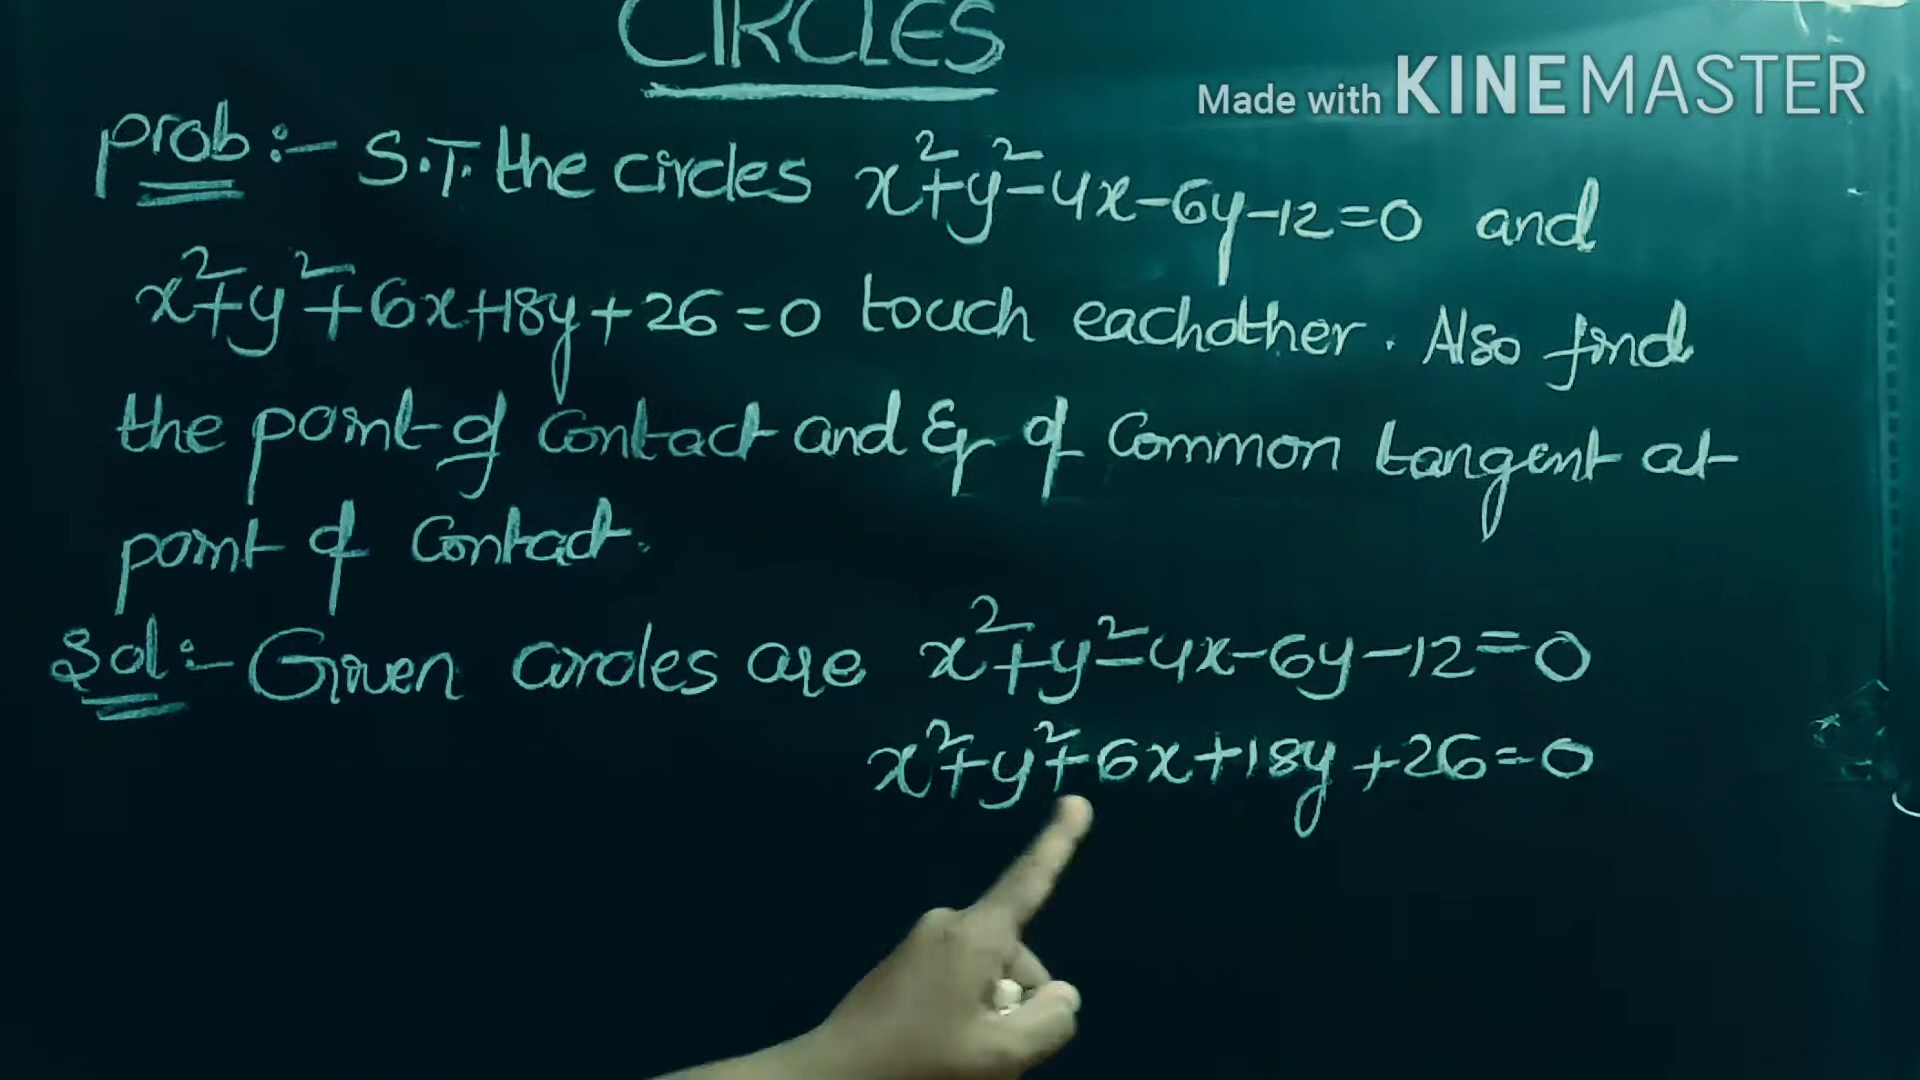 CIRCLES
Made with KINEMASTER
prob:- S.T. the circles x²+y²-4x-6y-12=0 and
x²+y²+6x+18y+26=0 touch eachother. Also find
the point of contact and Eq of common tangent at
point of contact.
Sol:- Given circles are x²+y²-4x-6y-12=0
x²+y²+6x+18y+26=0